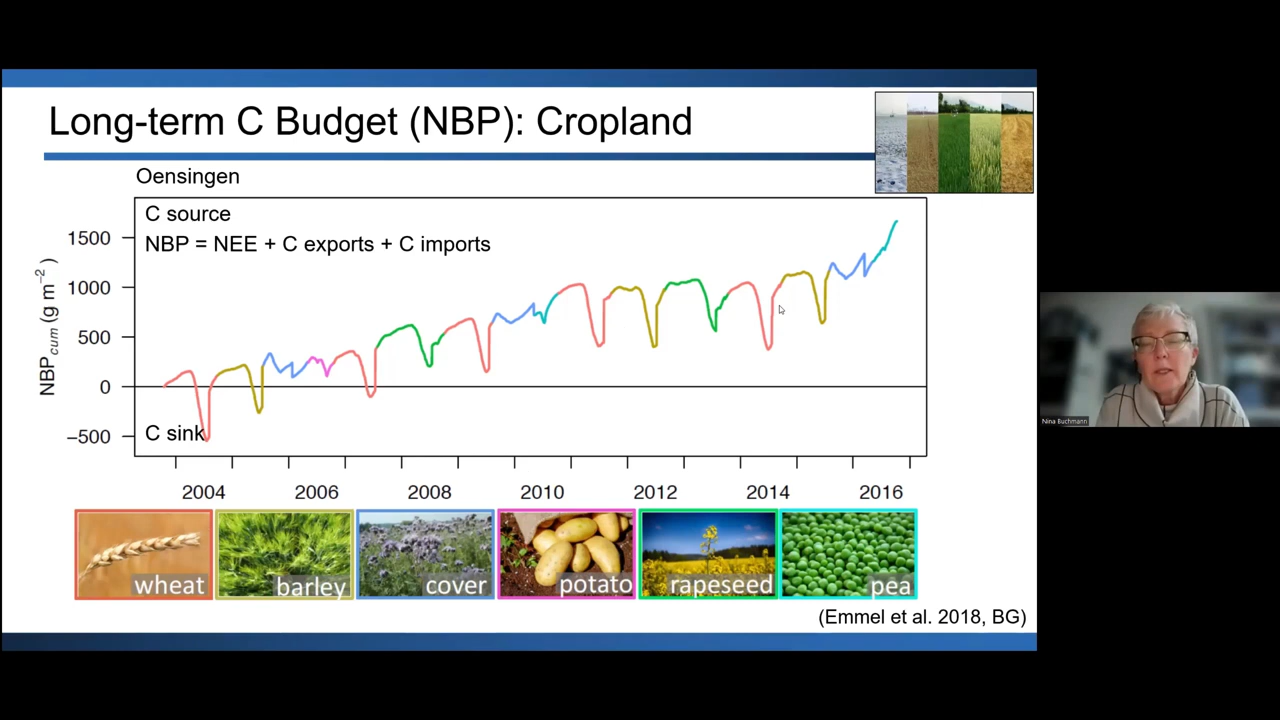 Long-term C Budget (NBP): Cropland
Oensingen
C source
NBP = NEE + C exports + C imports
NBPcum (g m−2 )
1500
1000
500
0
−500
C sink
2004 2006 2008 2010 2012 2014 2016
wheat barley cover potato rapeseed pea
(Emmel et al. 2018, BG)
Nina Buchmann